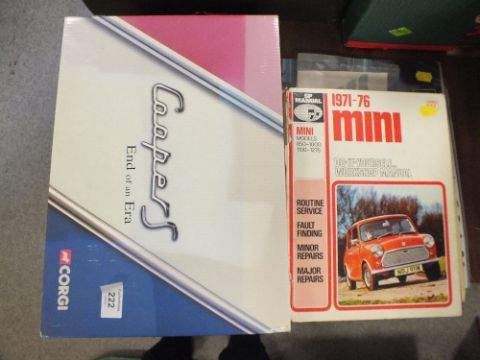 Cooper S
End of an Era
CORGI
222
SP
MANUAL
1971-76
mini
MINI
MODELS
850-1000
1100-1275
DO-IT-YOURSELF...
WORKSHOP MANUAL
ROUTINE
SERVICE
FAULT
FINDING
MINOR
REPAIRS
MAJOR
REPAIRS